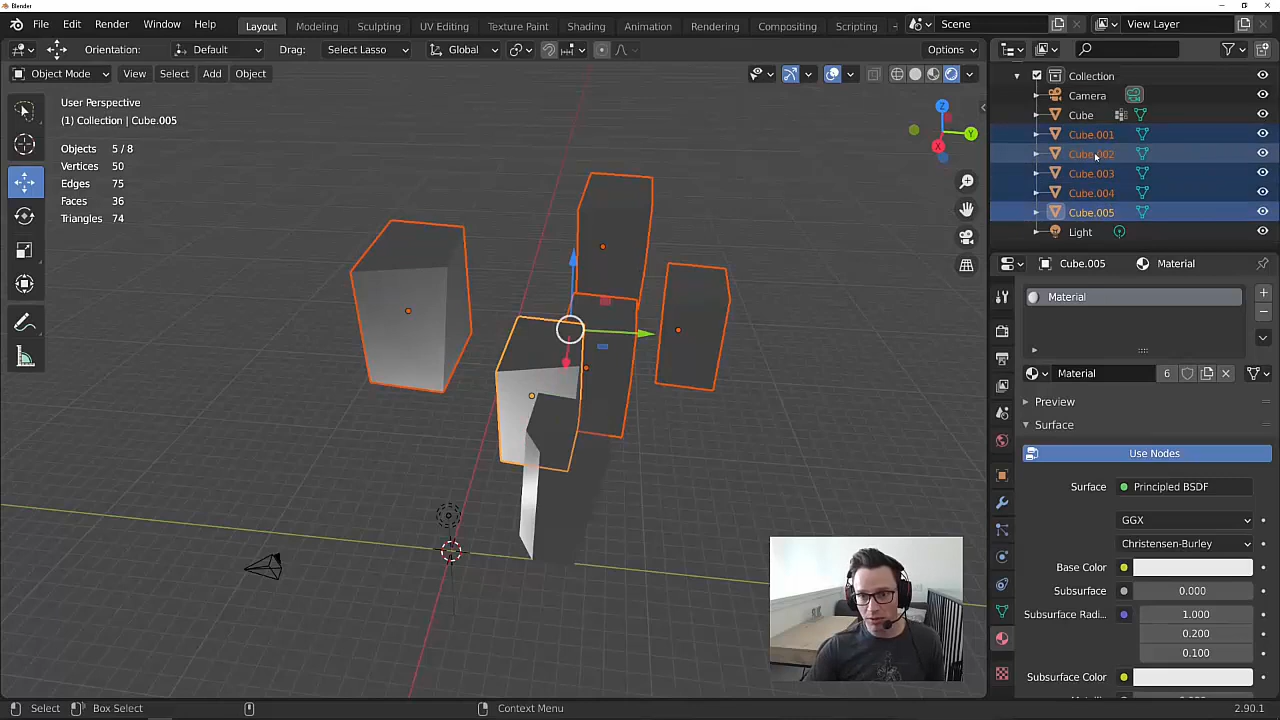 Blender
File Edit Render Window Help
Layout Modeling Sculpting UV Editing Texture Paint Shading Animation Rendering Compositing Scripting
Scene
View Layer
Orientation: Default Drag: Select Lasso Global Options
Object Mode View Select Add Object
User Perspective
(1) Collection | Cube.005
Objects 5 / 8
Vertices 50
Edges 75
Faces 36
Triangles 74
Z
Y
X
Collection
Camera
Cube
Cube.001
Cube.002
Cube.003
Cube.004
Cube.005
Light
Cube.005 Material
Material
Material 6
Preview
Surface
Use Nodes
Surface Principled BSDF
GGX
Christensen-Burley
Base Color
Subsurface 0.000
Subsurface Radi... 1.000
0.200
0.100
Subsurface Color
Select Box Select Context Menu 2.90.1